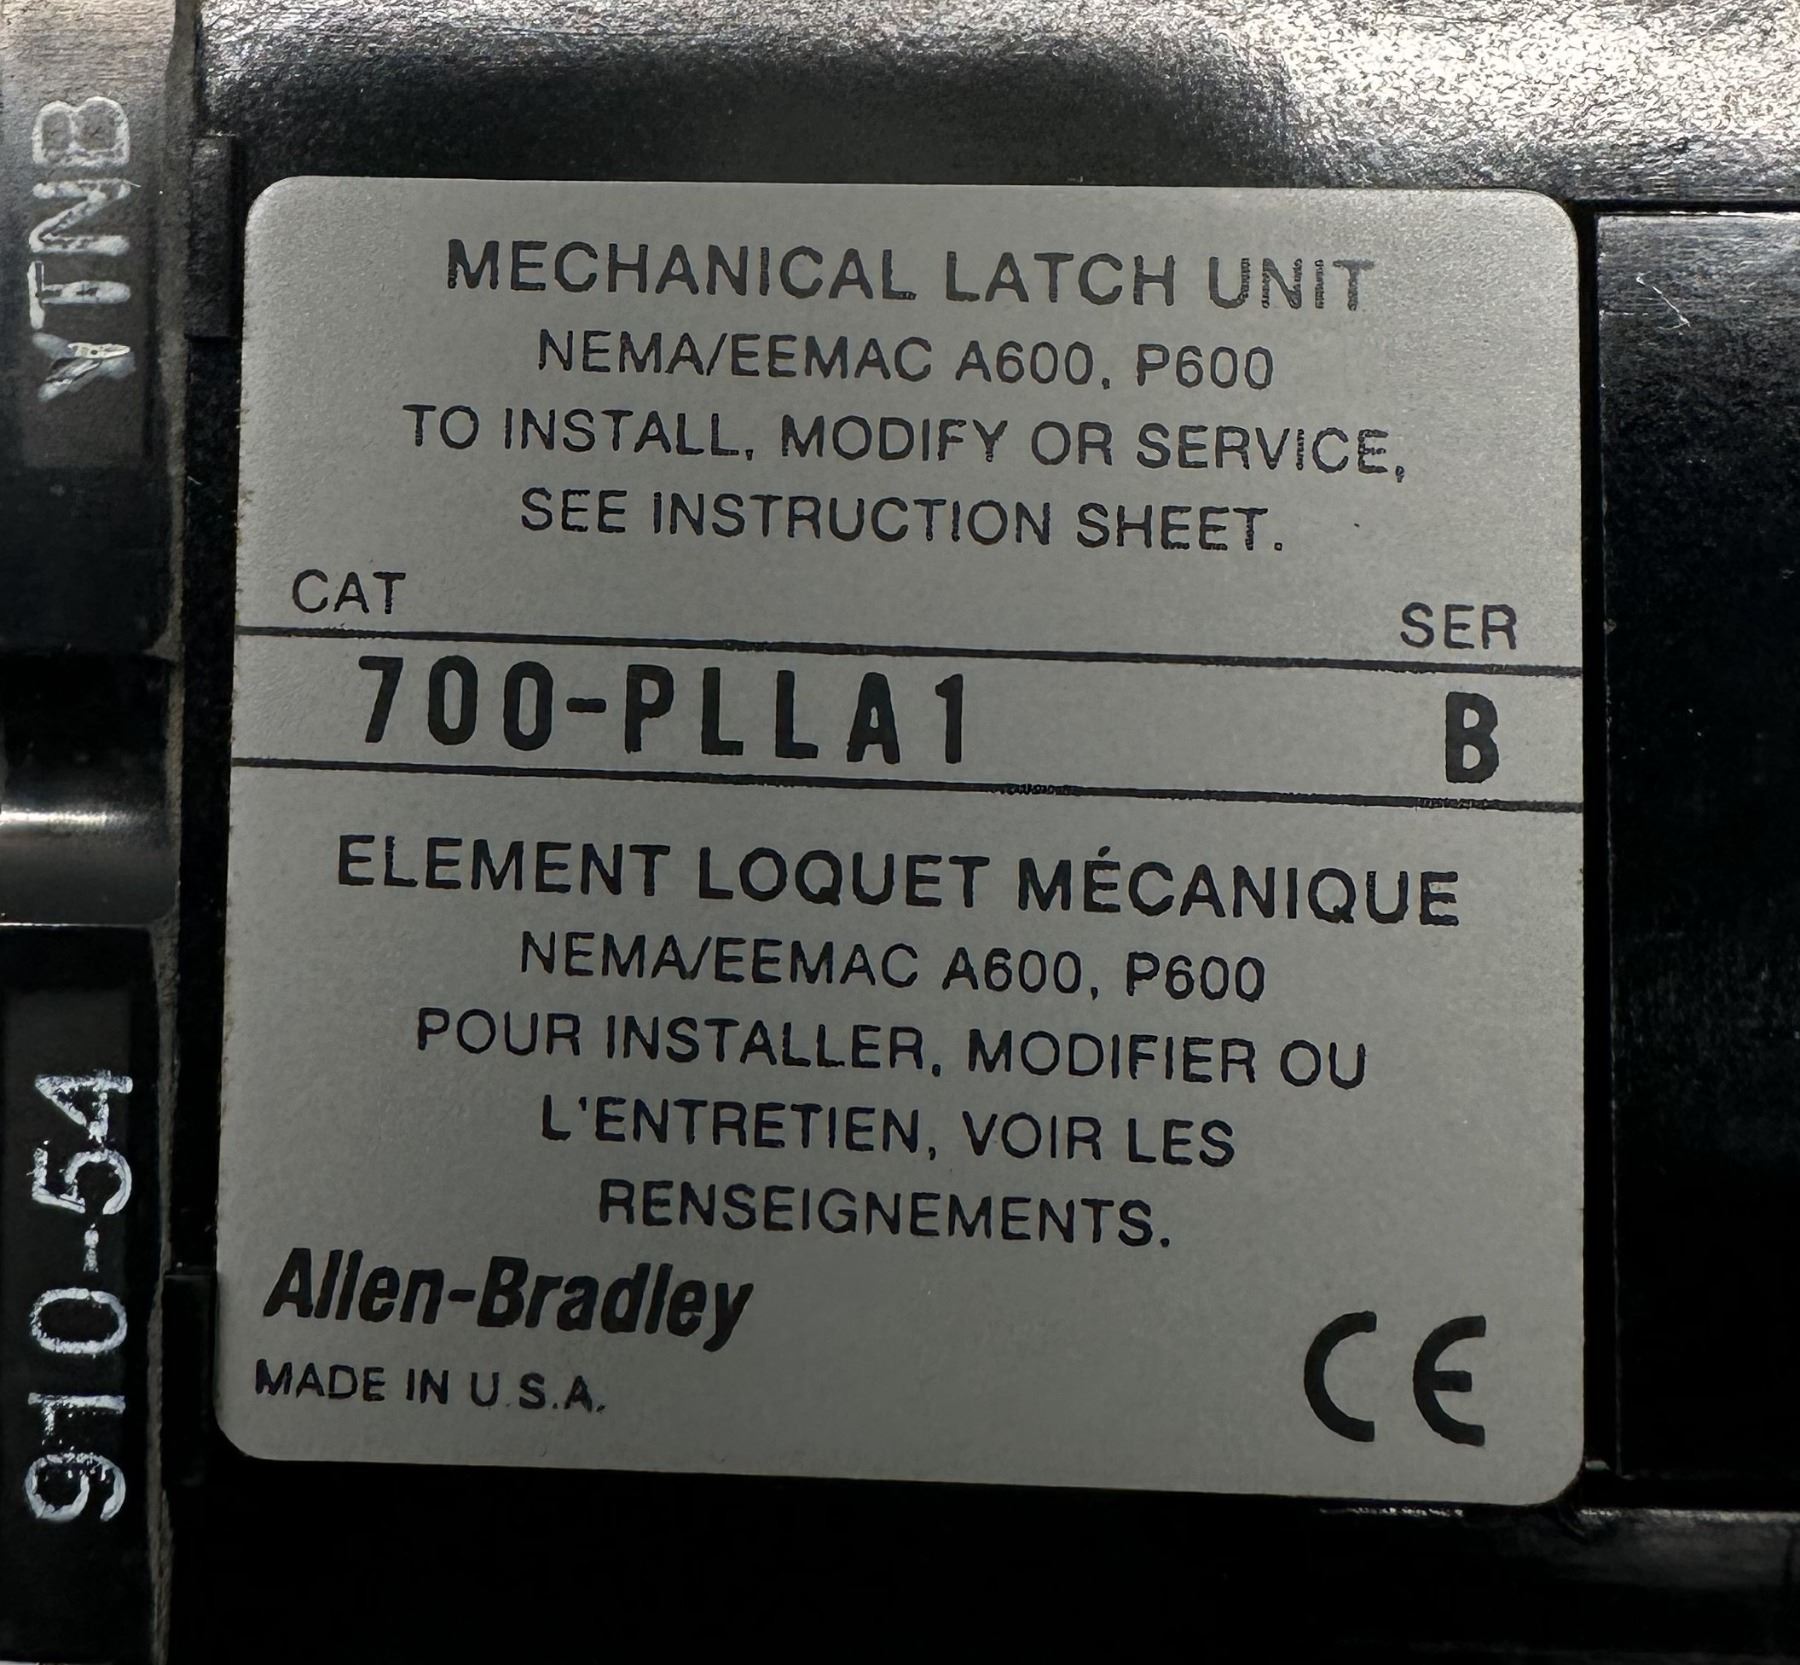 MECHANICAL LATCH UNIT
NEMA/EEMAC A600, P600
TO INSTALL, MODIFY OR SERVICE,
SEE INSTRUCTION SHEET.
CAT SER
700-PLLA1 B
ELEMENT LOQUET MÉCANIQUE
NEMA/EEMAC A600, P600
POUR INSTALLER, MODIFIER OU
L'ENTRETIEN, VOIR LES
RENSEIGNEMENTS.
Allen-Bradley
MADE IN U.S.A.
CE
910-54
YTNB